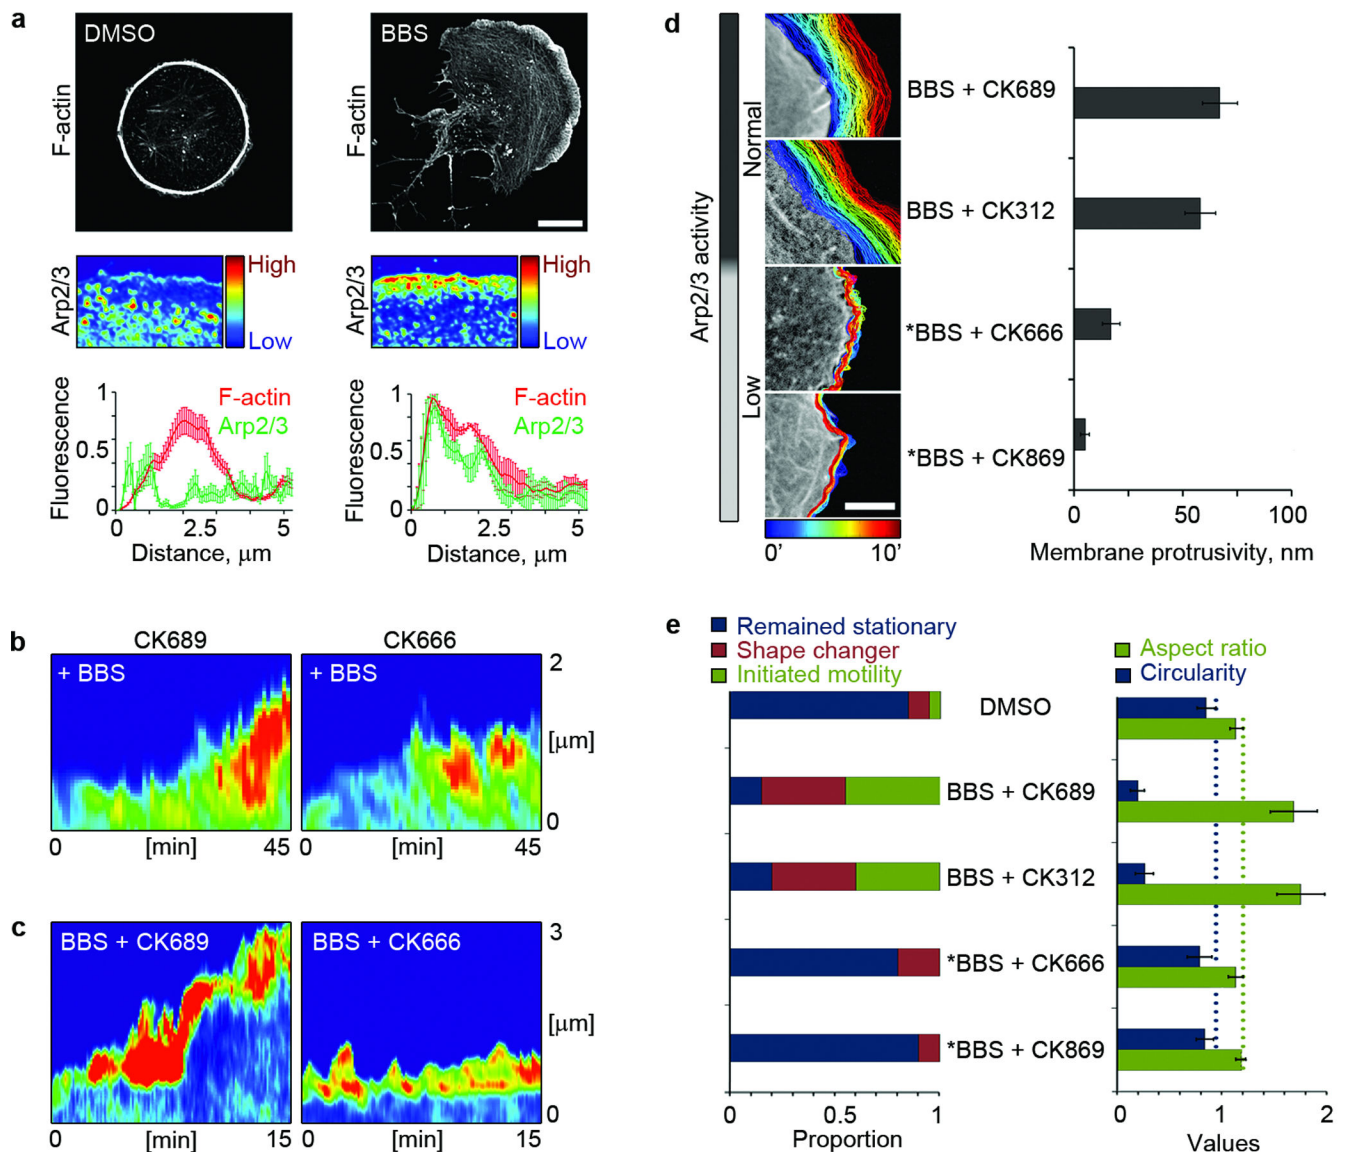 a
DMSO
F-actin
BBS
F-actin
Arp2/3
High
Low
Arp2/3
High
Low
Fluorescence
1
0.5
0
F-actin
Arp2/3
0 2.5 5
Distance, μm
Fluorescence
1
0.5
0
F-actin
Arp2/3
0 2.5 5
Distance, μm
b
CK689
+ BBS
0 [min] 45
CK666
+ BBS
0 [min] 45
2
[μm]
0
c
BBS + CK689
0 [min] 15
BBS + CK666
0 [min] 15
3
[μm]
0
d
Arp2/3 activity
Normal
Low
BBS + CK689
BBS + CK312
*BBS + CK666
*BBS + CK869
0’ 10’
0 50 100
Membrane protrusivity, nm
e
Remained stationary
Shape changer
Initiated motility
Aspect ratio
Circularity
DMSO
BBS + CK689
BBS + CK312
*BBS + CK666
*BBS + CK869
0 0.5 1
Proportion
0 1 2
Values